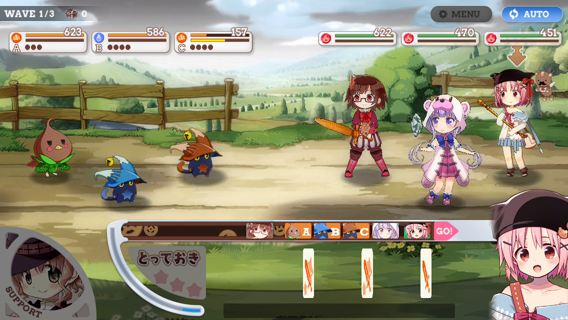 WAVE 1/3 0
MENU
AUTO
623
586
157
622
470
451
A
B
C
A B C GO!
とっておき
SUPPORT